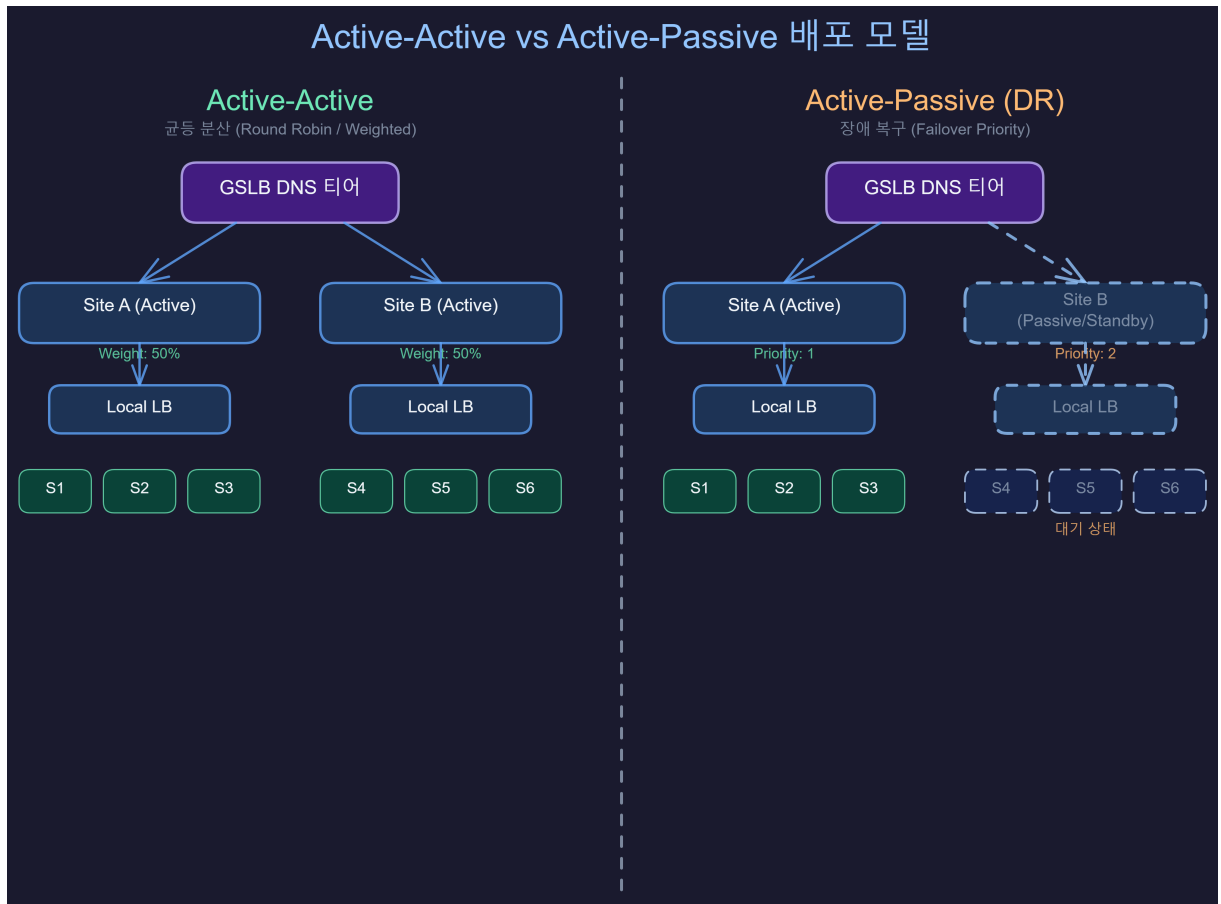 Active-Active vs Active-Passive 배포 모델
Active-Active
균등 분산 (Round Robin / Weighted)
GSLB DNS 티어
Site A (Active)
Site B (Active)
Weight: 50%
Weight: 50%
Local LB
Local LB
S1
S2
S3
S4
S5
S6
Active-Passive (DR)
장애 복구 (Failover Priority)
GSLB DNS 티어
Site A (Active)
Site B
(Passive/Standby)
Priority: 1
Priority: 2
Local LB
Local LB
S1
S2
S3
S4
S5
S6
대기 상태